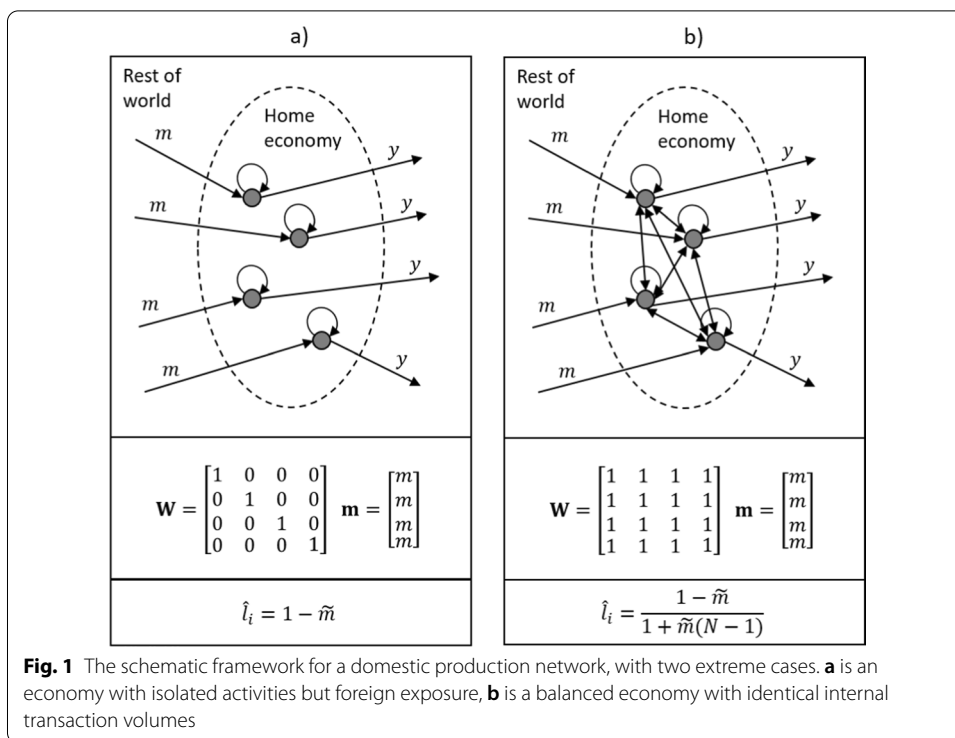 a)
Rest of
world
Home
economy
m
y
m
y
m
y
m
y
W = [1 0 0 0
0 1 0 0
0 0 1 0
0 0 0 1] m = [m
m
m
m]
l̂ᵢ = 1 − m̃
b)
Rest of
world
Home
economy
m
y
m
y
m
y
m
y
W = [1 1 1 1
1 1 1 1
1 1 1 1
1 1 1 1] m = [m
m
m
m]
l̂ᵢ = (1 − m̃) / (1 + m̃(N − 1))
Fig. 1 The schematic framework for a domestic production network, with two extreme cases. a is an
economy with isolated activities but foreign exposure, b is a balanced economy with identical internal
transaction volumes